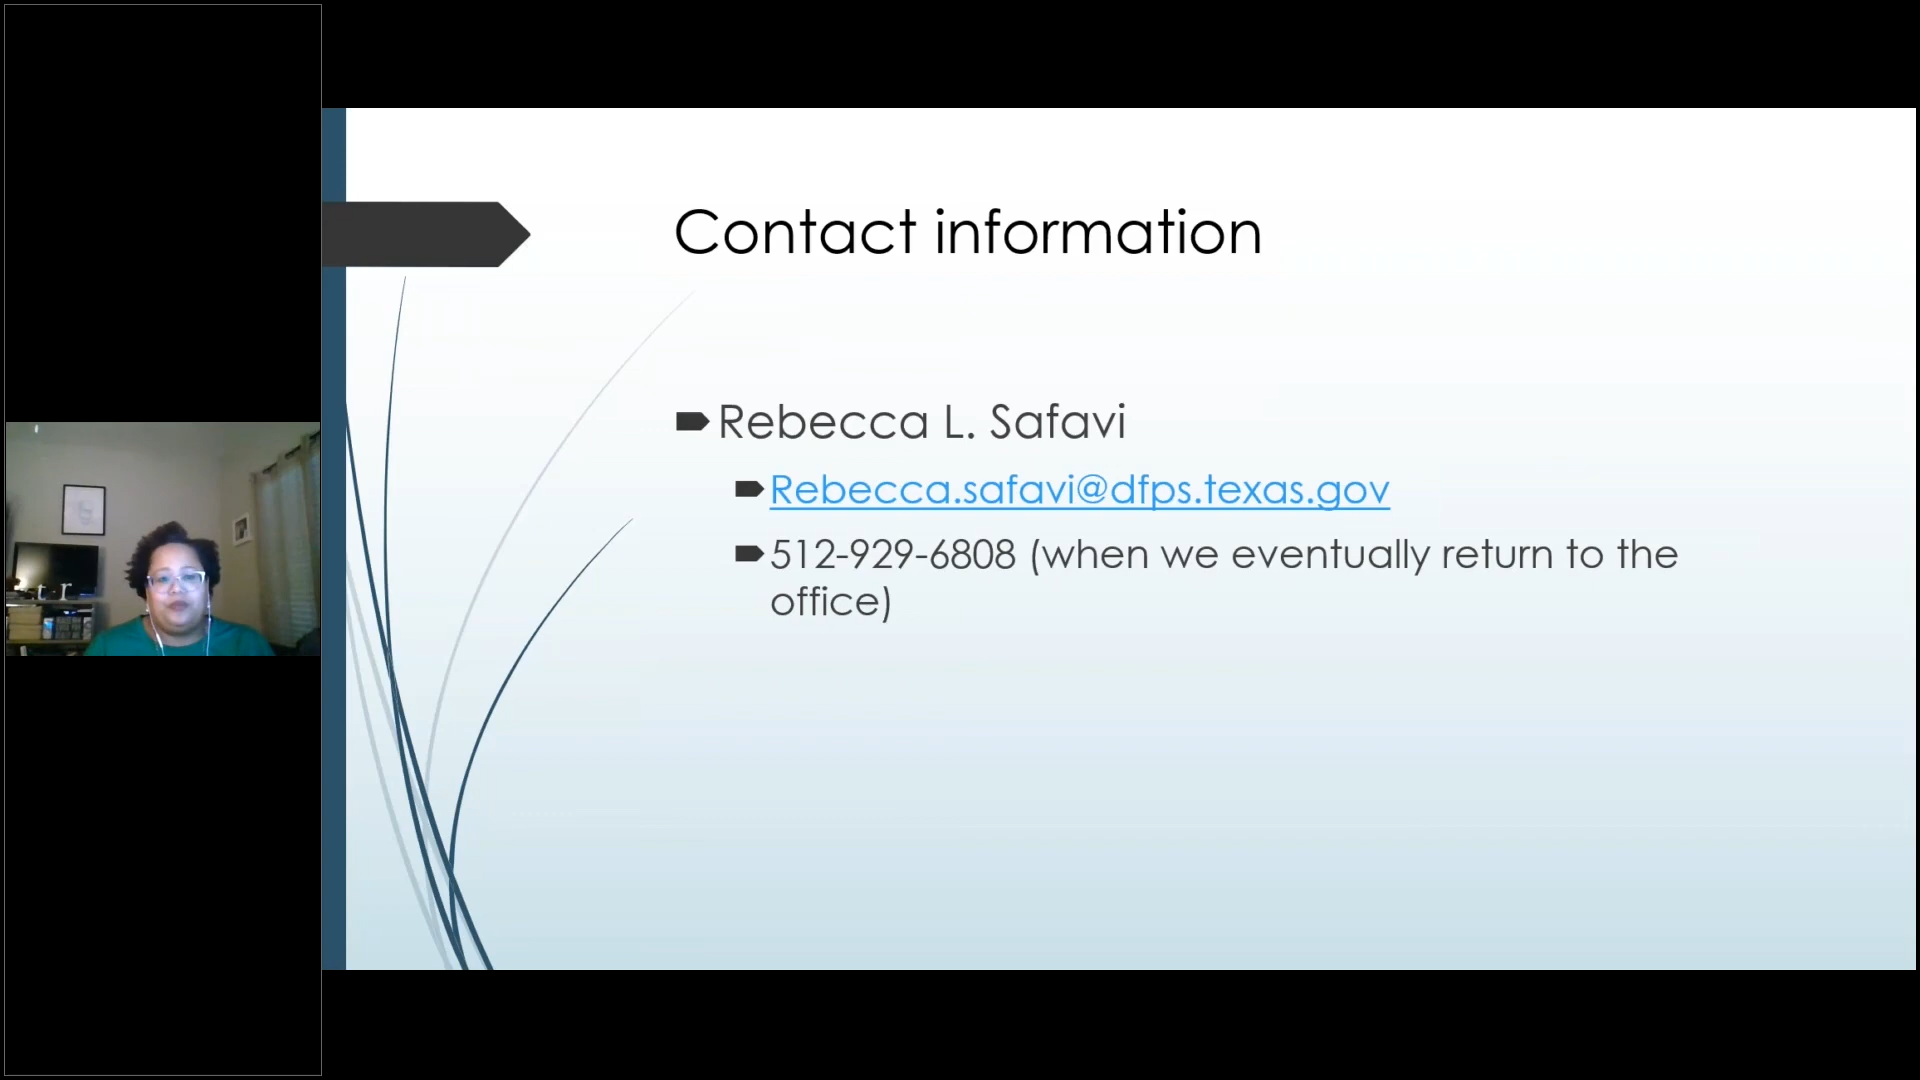 Contact information
Rebecca L. Safavi
Rebecca.safavi@dfps.texas.gov
512-929-6808 (when we eventually return to the
office)